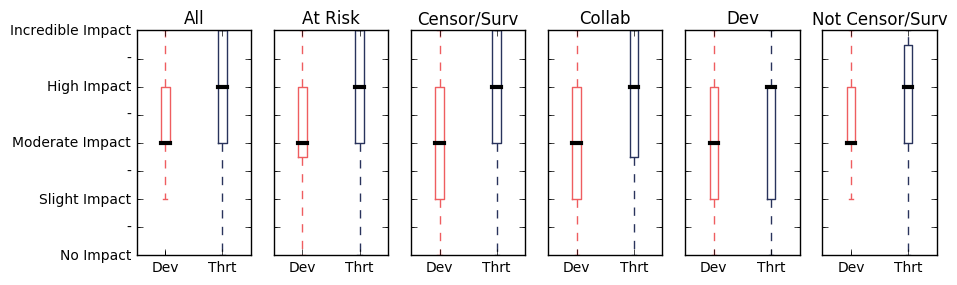 All At Risk Censor/Surv Collab Dev Not Censor/Surv
Incredible Impact
-
High Impact
-
Moderate Impact
-
Slight Impact
-
No Impact
Dev Thrt Dev Thrt Dev Thrt Dev Thrt Dev Thrt Dev Thrt